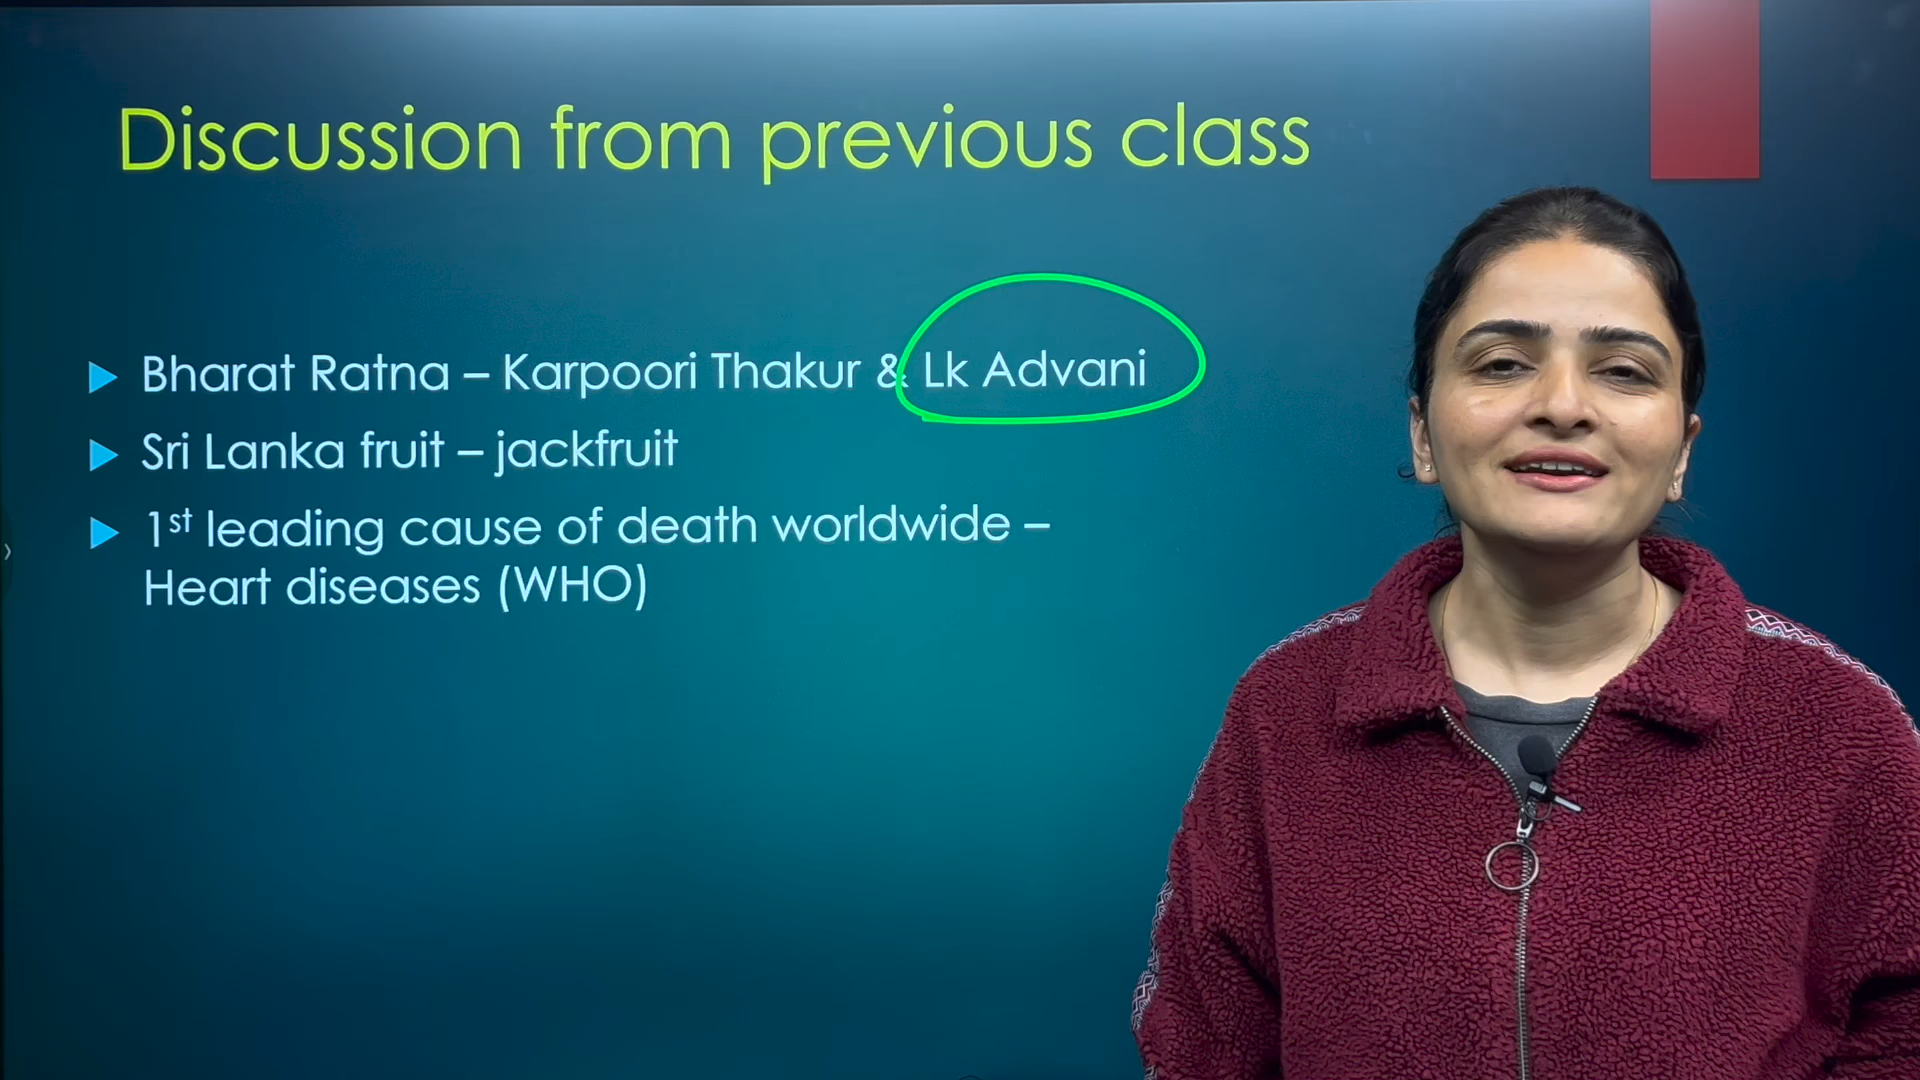 Discussion from previous class
Bharat Ratna – Karpoori Thakur & Lk Advani
Sri Lanka fruit – jackfruit
1st leading cause of death worldwide –
Heart diseases (WHO)